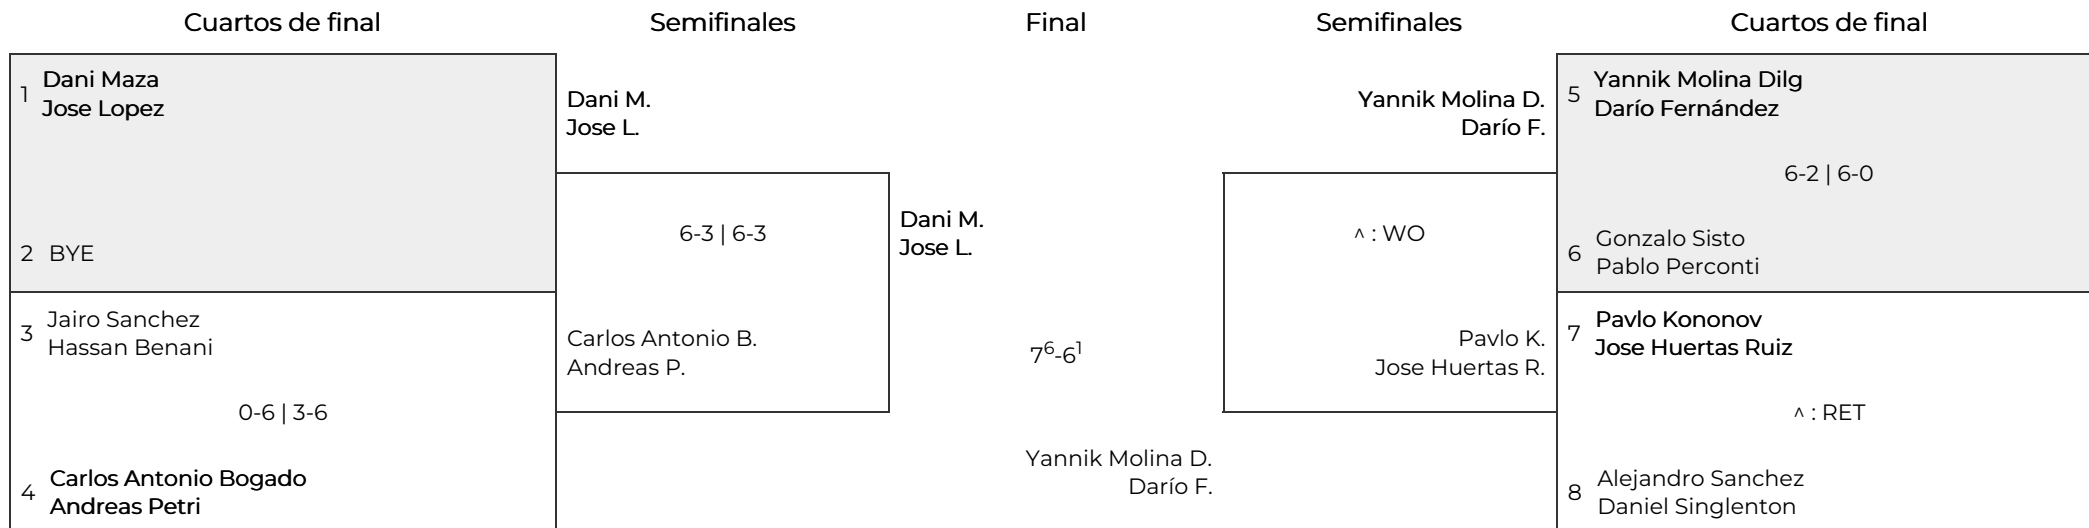 Cuartos de final
Semifinales
Final
Semifinales
Cuartos de final
1
Dani Maza
Jose Lopez
2 BYE
3
Jairo Sanchez
Hassan Benani
0-6 | 3-6
4
Carlos Antonio Bogado
Andreas Petri
Dani M.
Jose L.
6-3 | 6-3
Carlos Antonio B.
Andreas P.
Dani M.
Jose L.
7⁶-6¹
Yannik Molina D.
Darío F.
Yannik Molina D.
Darío F.
^ : WO
Pavlo K.
Jose Huertas R.
5
Yannik Molina Dilg
Darío Fernández
6-2 | 6-0
6
Gonzalo Sisto
Pablo Perconti
7
Pavlo Kononov
Jose Huertas Ruiz
^ : RET
8
Alejandro Sanchez
Daniel Singlenton